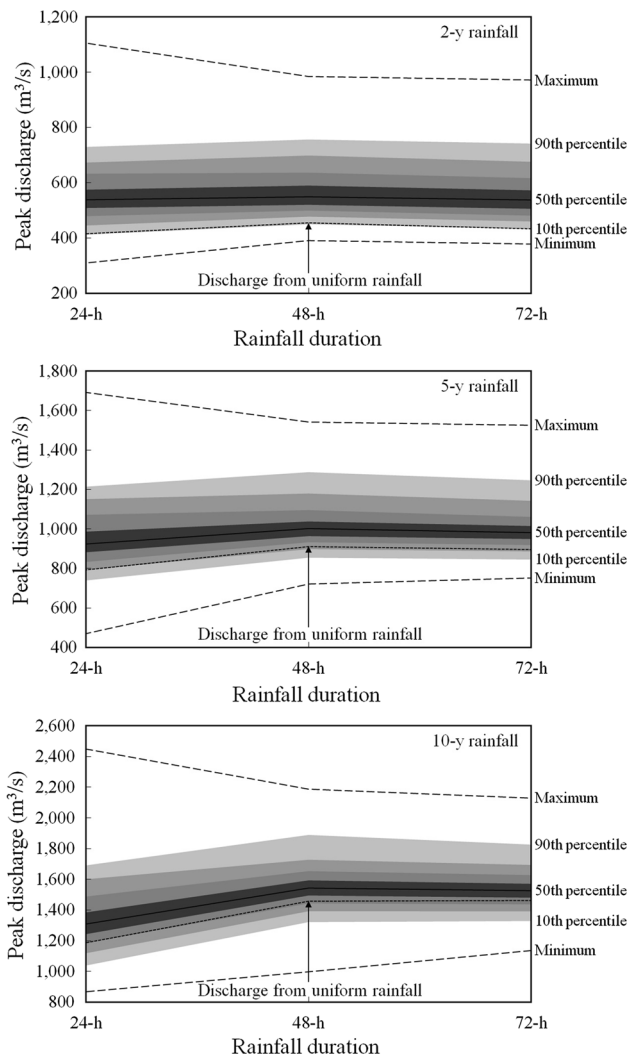 1,200
2-y rainfall
1,000
Maximum
800
90th percentile
600
50th percentile
400
10th percentile
Minimum
Discharge from uniform rainfall
200
24-h 48-h 72-h
Rainfall duration
Peak discharge (m³/s)
1,800
5-y rainfall
1,600
Maximum
1,400
1,200
90th percentile
1,000
50th percentile
800
10th percentile
Minimum
600
Discharge from uniform rainfall
400
24-h 48-h 72-h
Rainfall duration
Peak discharge (m³/s)
2,600
10-y rainfall
2,400
2,200
Maximum
2,000
1,800
90th percentile
1,600
50th percentile
1,400
10th percentile
1,200
Minimum
1,000
Discharge from uniform rainfall
800
24-h 48-h 72-h
Rainfall duration
Peak discharge (m³/s)